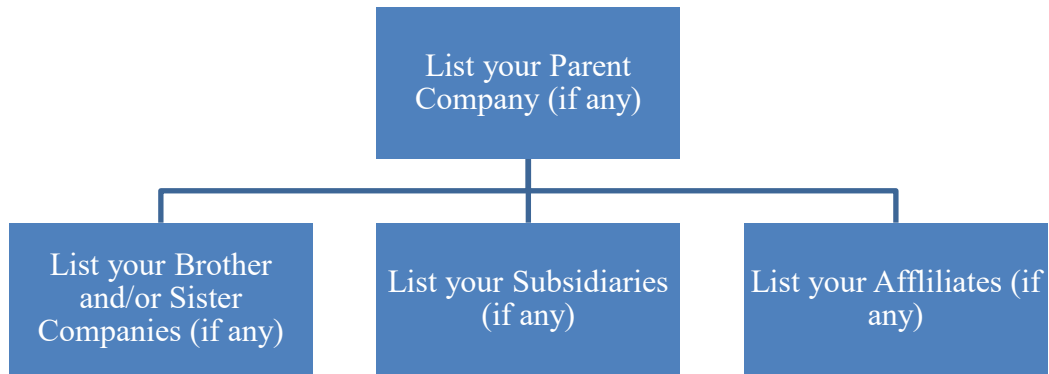 List your Parent
Company (if any)
List your Brother
and/or Sister
Companies (if any)
List your Subsidiaries
(if any)
List your Affliliates (if
any)